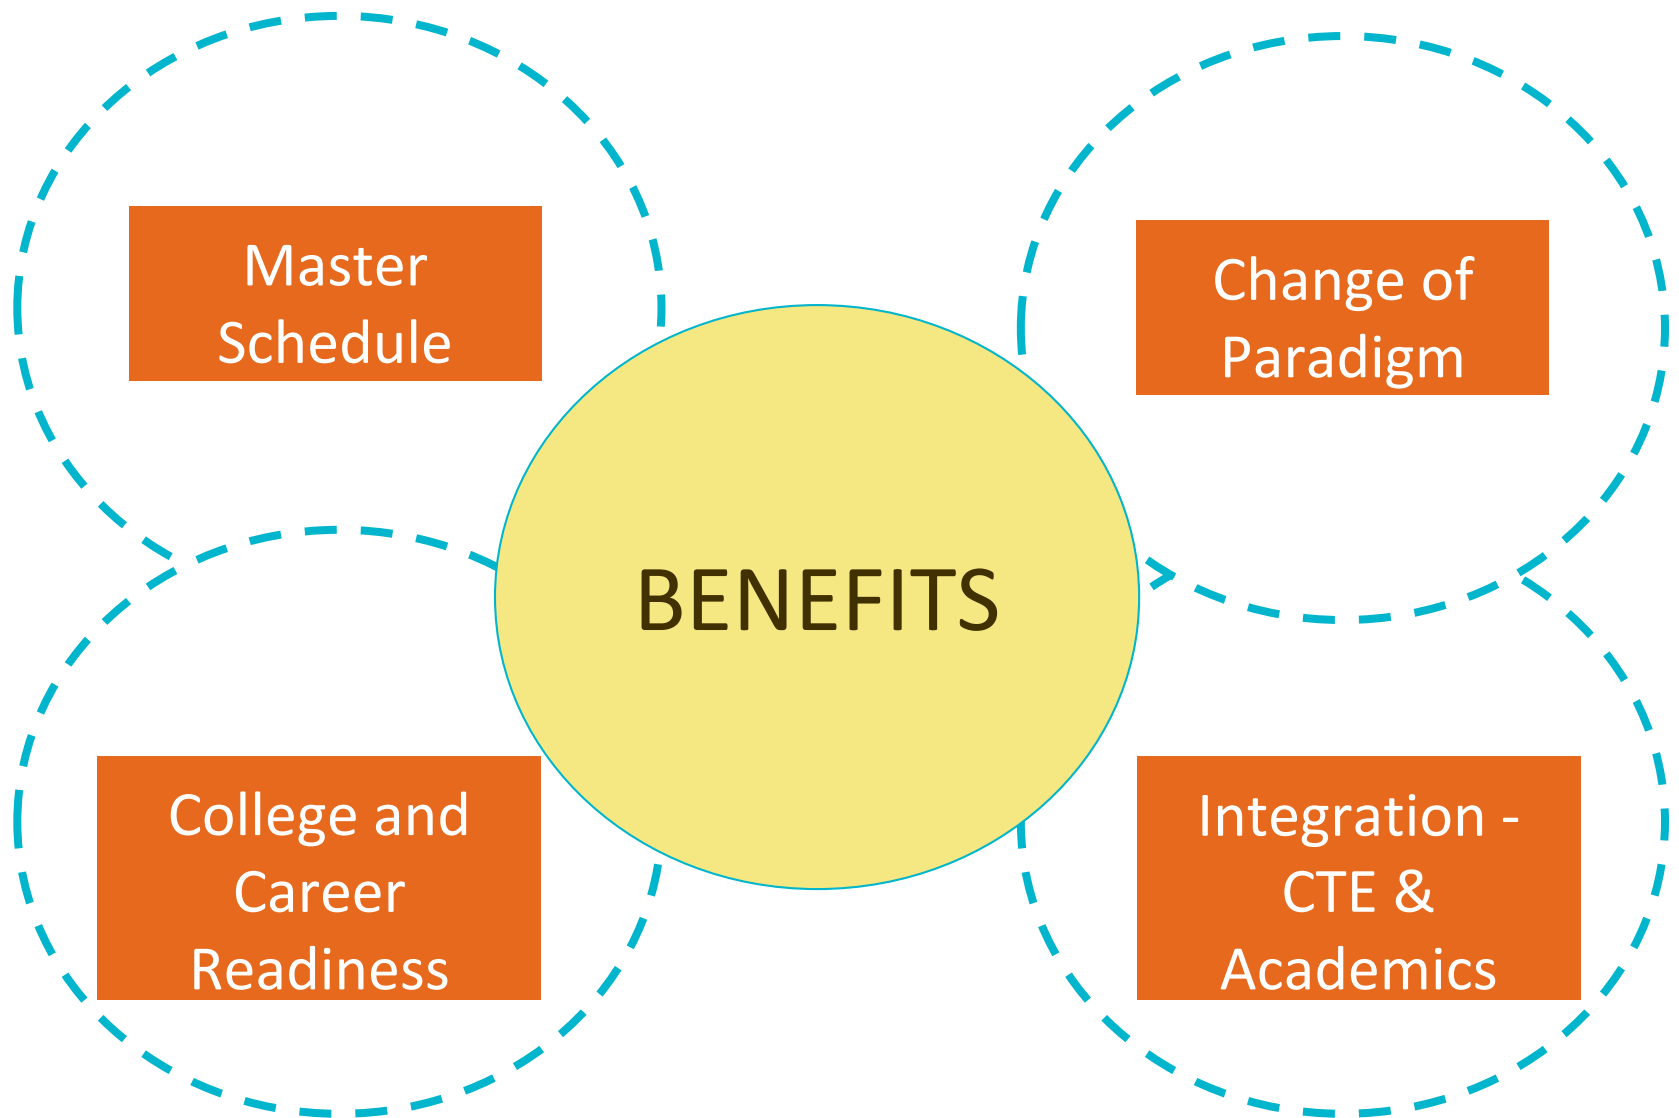 Master
Schedule
Change of
Paradigm
BENEFITS
College and
Career
Readiness
Integration -
CTE &
Academics